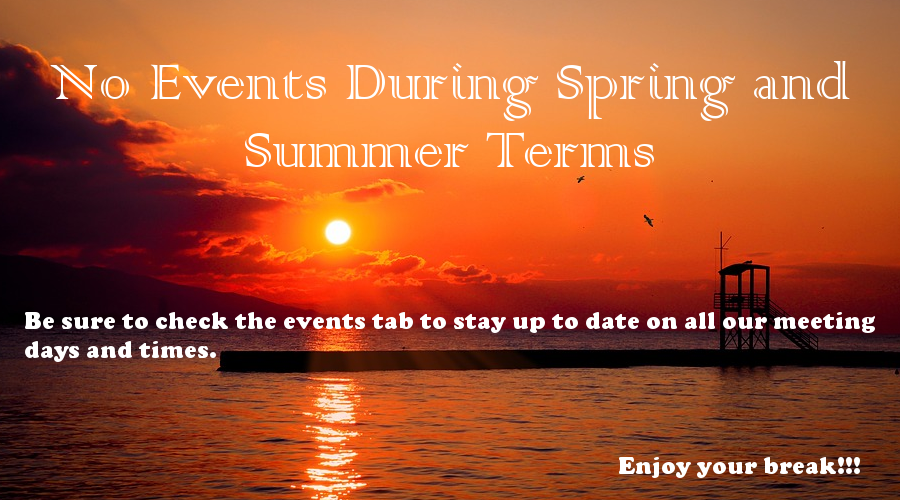 No Events During Spring and
Summer Terms
Be sure to check the events tab to stay up to date on all our meeting
days and times.
Enjoy your break!!!